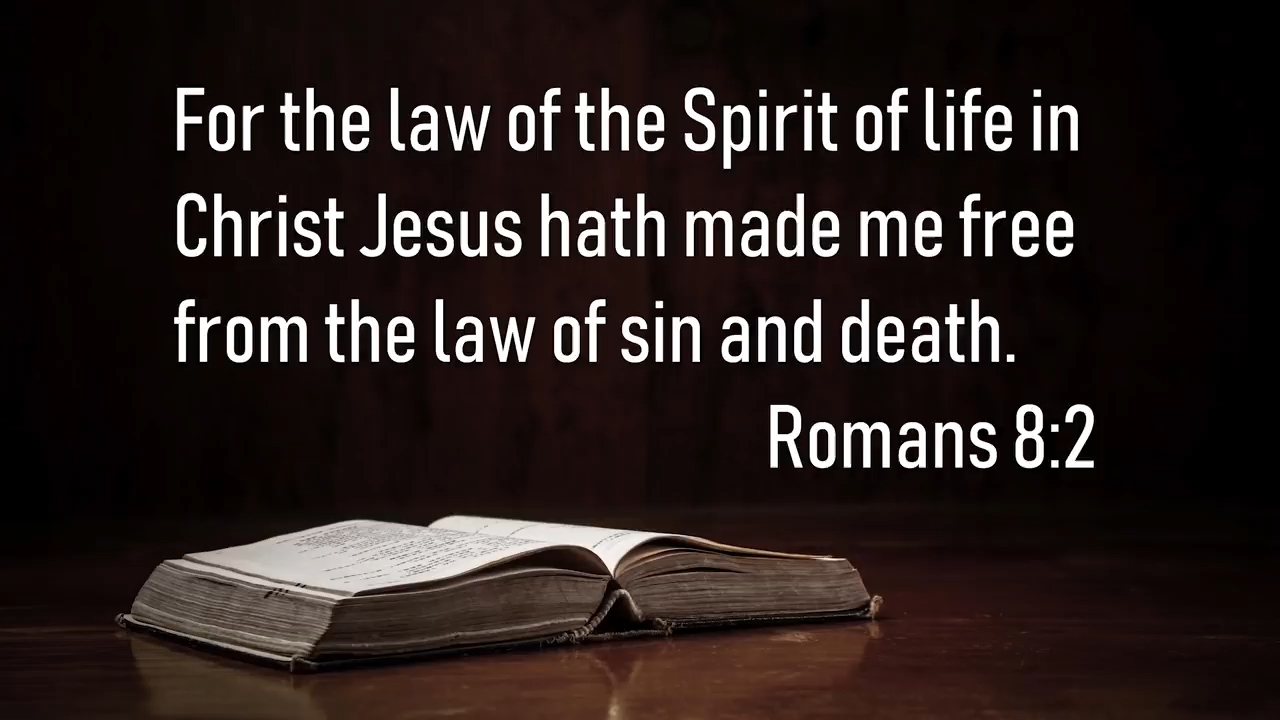 For the law of the Spirit of life in
Christ Jesus hath made me free
from the law of sin and death.
Romans 8:2